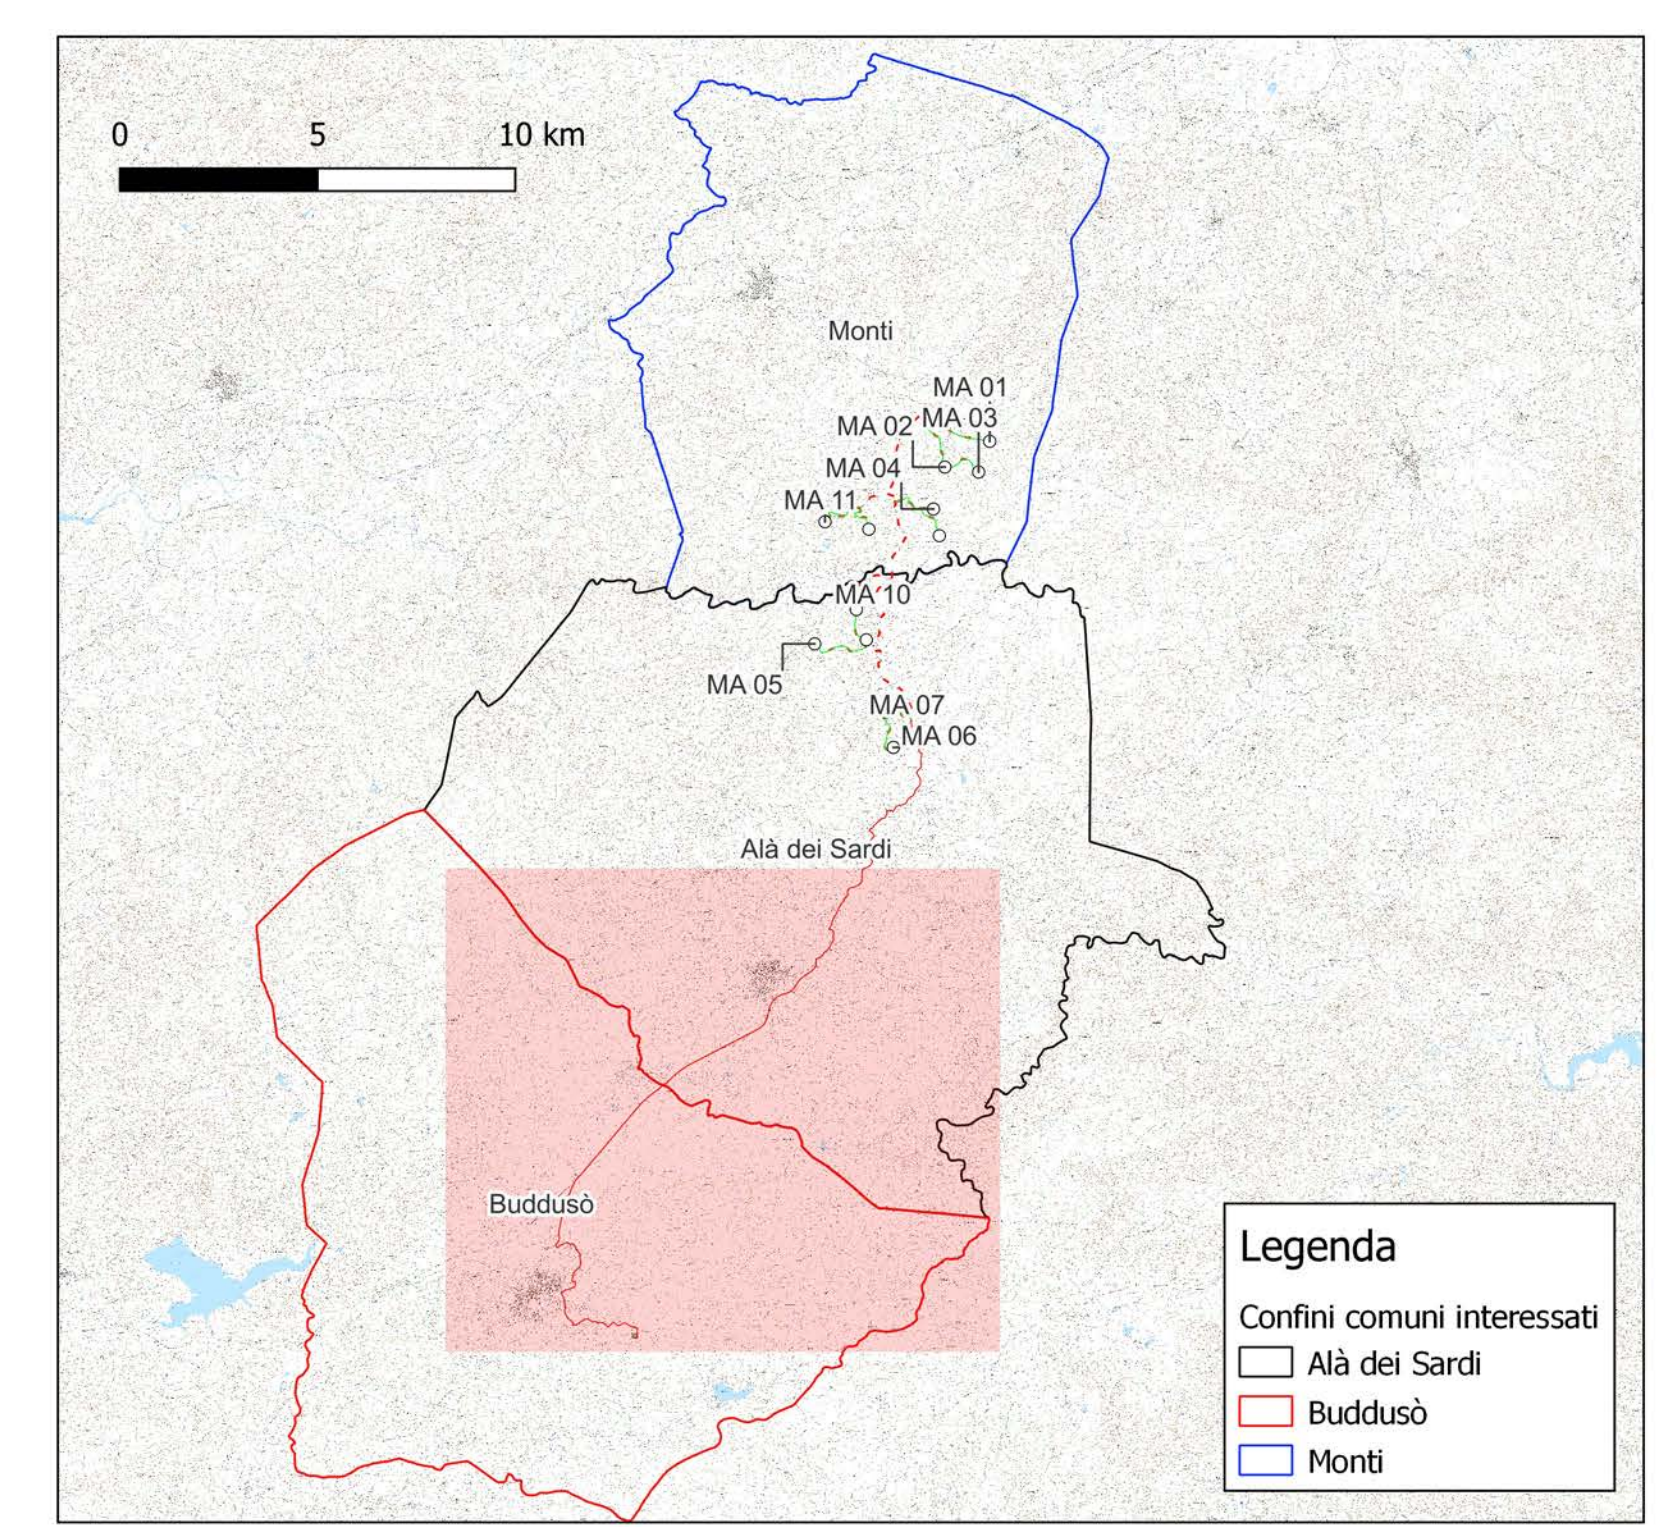 0 5 10 km
Monti
MA 01
MA 02 MA 03
MA 04
MA 11
MA 10
MA 05
MA 07
MA 06
Alà dei Sardi
Buddusò
Legenda
Confini comuni interessati
Alà dei Sardi
Buddusò
Monti